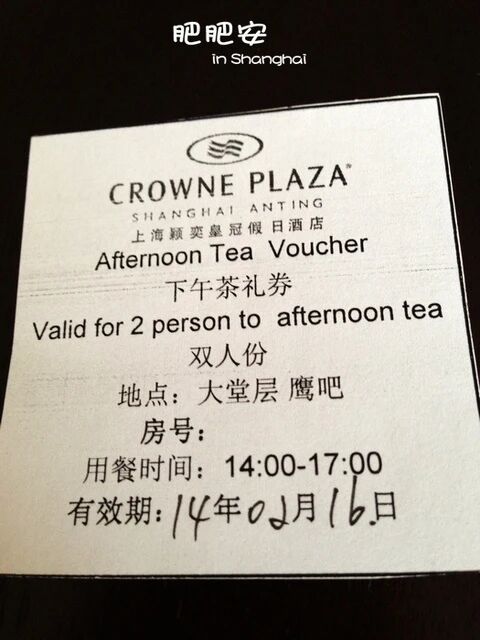 肥肥安
in Shanghai
CROWNE PLAZA®
SHANGHAI ANTING
上海颖奕皇冠假日酒店
Afternoon Tea Voucher
下午茶礼券
Valid for 2 person to afternoon tea
双人份
地点：大堂层 鹰吧
房号：
用餐时间：14:00-17:00
有效期：14年02月16日